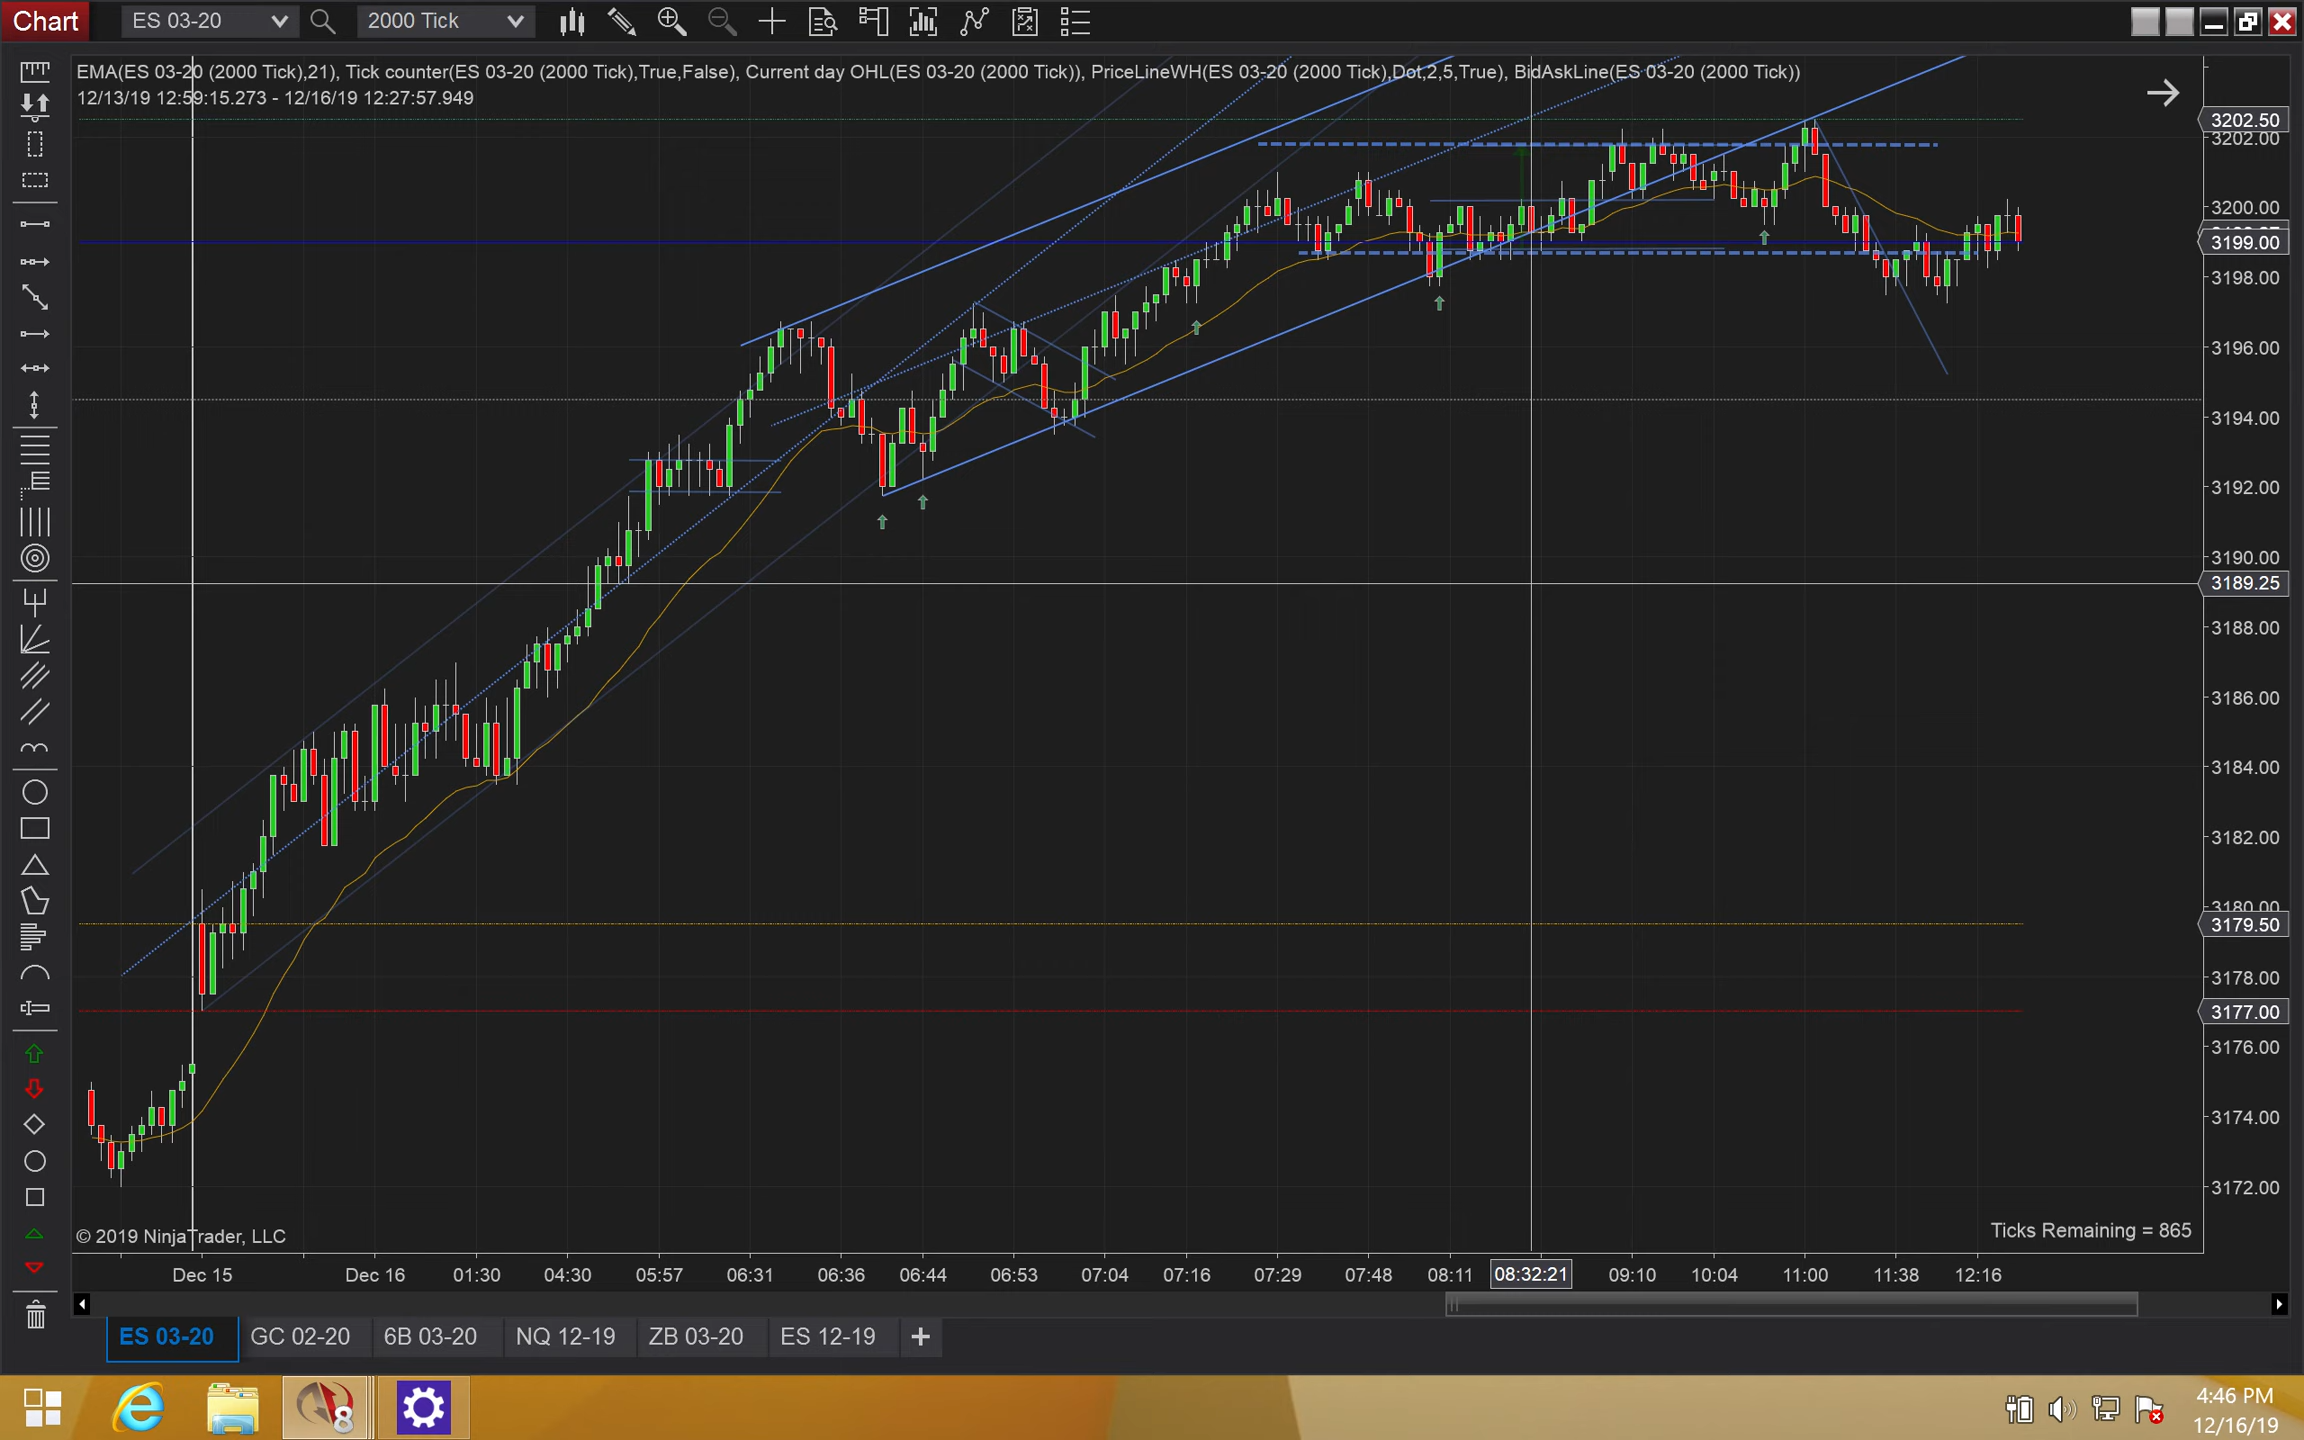 Chart ES 03-20 2000 Tick
EMA(ES 03-20 (2000 Tick),21), Tick counter(ES 03-20 (2000 Tick),True,False), Current day OHL(ES 03-20 (2000 Tick)), PriceLineWH(ES 03-20 (2000 Tick),Dot,2,5,True), BidAskLine(ES 03-20 (2000 Tick))
12/13/19 12:59:15.273 - 12/16/19 12:27:57.949
3202.50
3202.00
3200.00
3199.00
3198.00
3196.00
3194.00
3192.00
3190.00
3189.25
3188.00
3186.00
3184.00
3182.00
3180.00
3179.50
3178.00
3177.00
3176.00
3174.00
3172.00
© 2019 NinjaTrader, LLC
Ticks Remaining = 865
Dec 15 Dec 16 01:30 04:30 05:57 06:31 06:36 06:44 06:53 07:04 07:16 07:29 07:48 08:11 08:32:21 09:10 10:04 11:00 11:38 12:16
ES 03-20 GC 02-20 6B 03-20 NQ 12-19 ZB 03-20 ES 12-19
8
4:46 PM
12/16/19